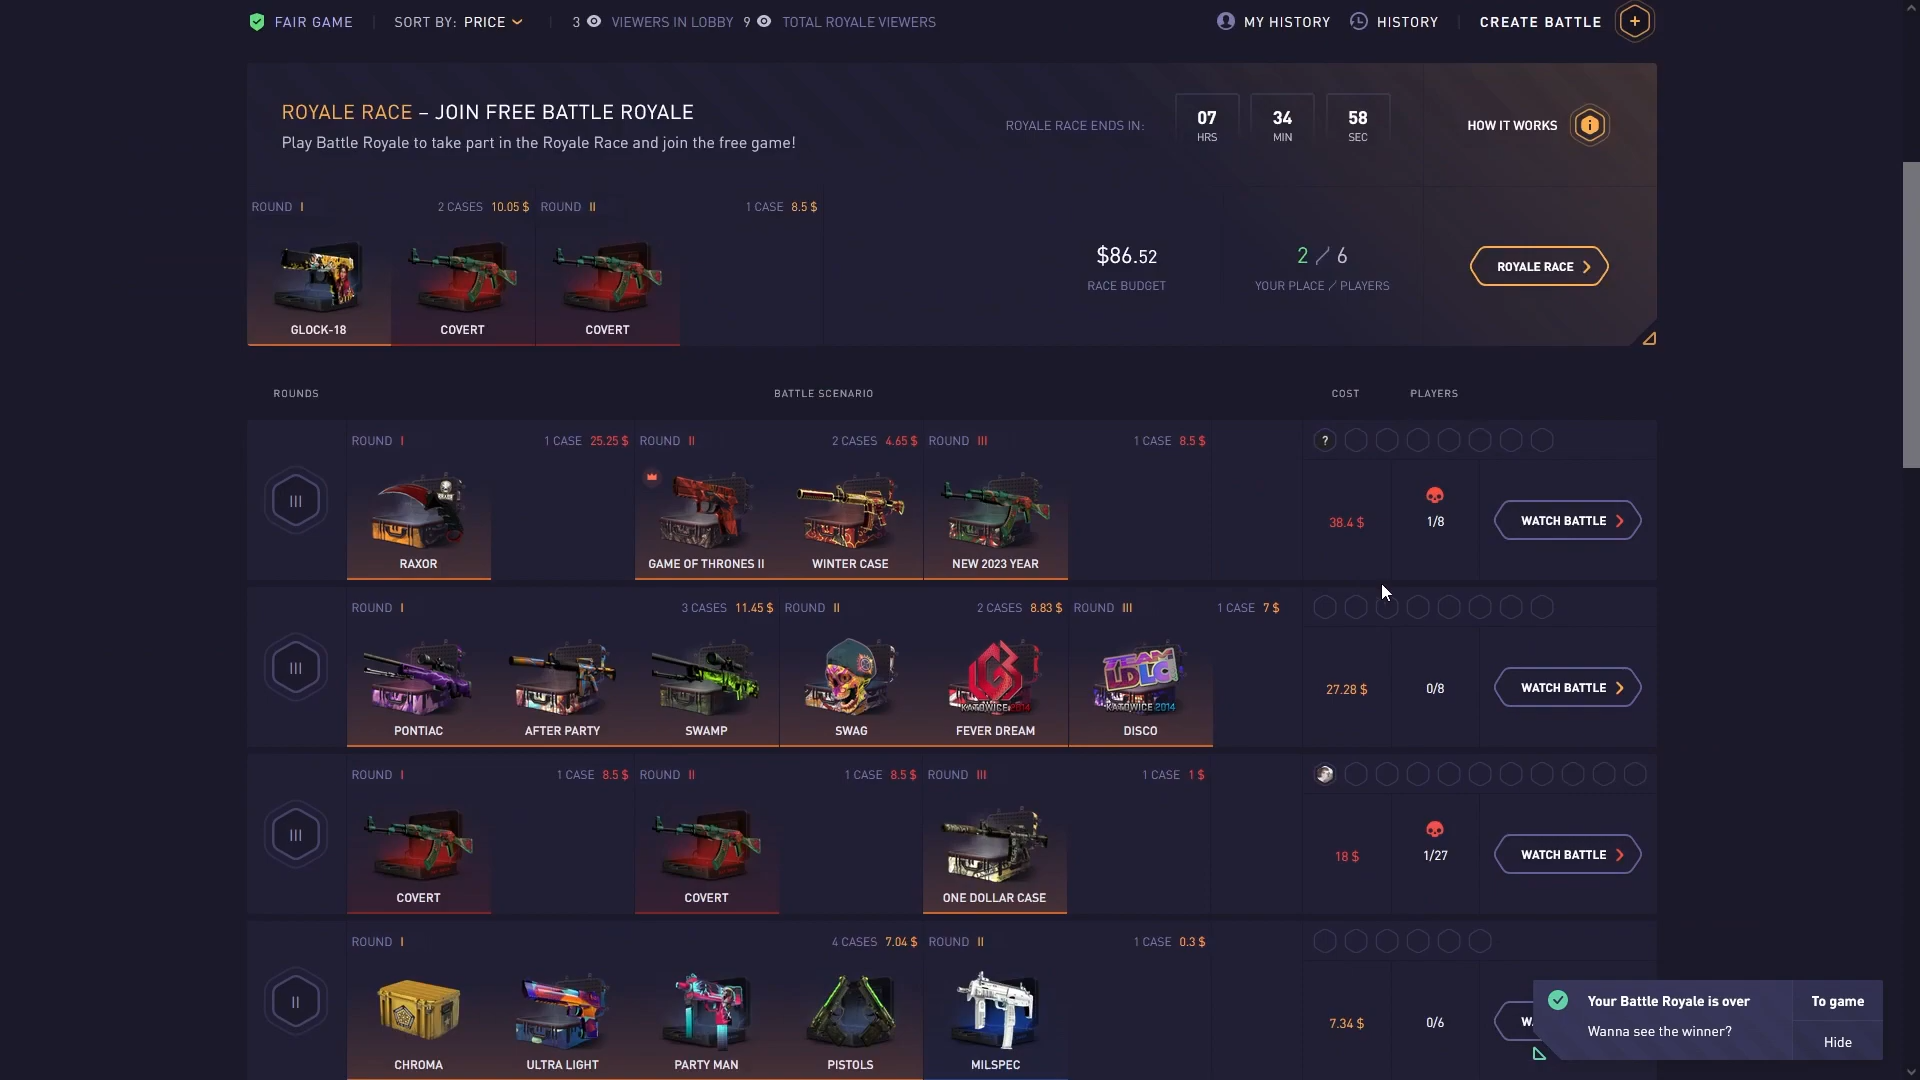 FAIR GAME
SORT BY: PRICE
3 VIEWERS IN LOBBY 9 TOTAL ROYALE VIEWERS
MY HISTORY
HISTORY
CREATE BATTLE
ROYALE RACE – JOIN FREE BATTLE ROYALE
Play Battle Royale to take part in the Royale Race and join the free game!
ROYALE RACE ENDS IN:
07 34 58
HRS MIN SEC
HOW IT WORKS
ROUND I 2 CASES 10.05 $ ROUND II 1 CASE 8.5 $
GLOCK-18 COVERT COVERT
$86.52
RACE BUDGET
2 / 6
YOUR PLACE / PLAYERS
ROYALE RACE
ROUNDS BATTLE SCENARIO COST PLAYERS
III
ROUND I 1 CASE 25.25 $ ROUND II 2 CASES 4.65 $ ROUND III 1 CASE 8.5 $
?
RAXOR GAME OF THRONES II WINTER CASE NEW 2023 YEAR
38.4 $
1/8
WATCH BATTLE
III
ROUND I 3 CASES 11.45 $ ROUND II 2 CASES 8.83 $ ROUND III 1 CASE 7 $
TEAM
LDLC
KATOWICE 2014 KATOWICE 2014
PONTIAC AFTER PARTY SWAMP SWAG FEVER DREAM DISCO
27.28 $
0/8
WATCH BATTLE
III
ROUND I 1 CASE 8.5 $ ROUND II 1 CASE 8.5 $ ROUND III 1 CASE 1 $
COVERT COVERT ONE DOLLAR CASE
18 $
1/27
WATCH BATTLE
II
ROUND I 4 CASES 7.04 $ ROUND II 1 CASE 0.3 $
CHROMA ULTRA LIGHT PARTY MAN PISTOLS MILSPEC
7.34 $
0/6
Your Battle Royale is over
Wanna see the winner?
To game
Hide